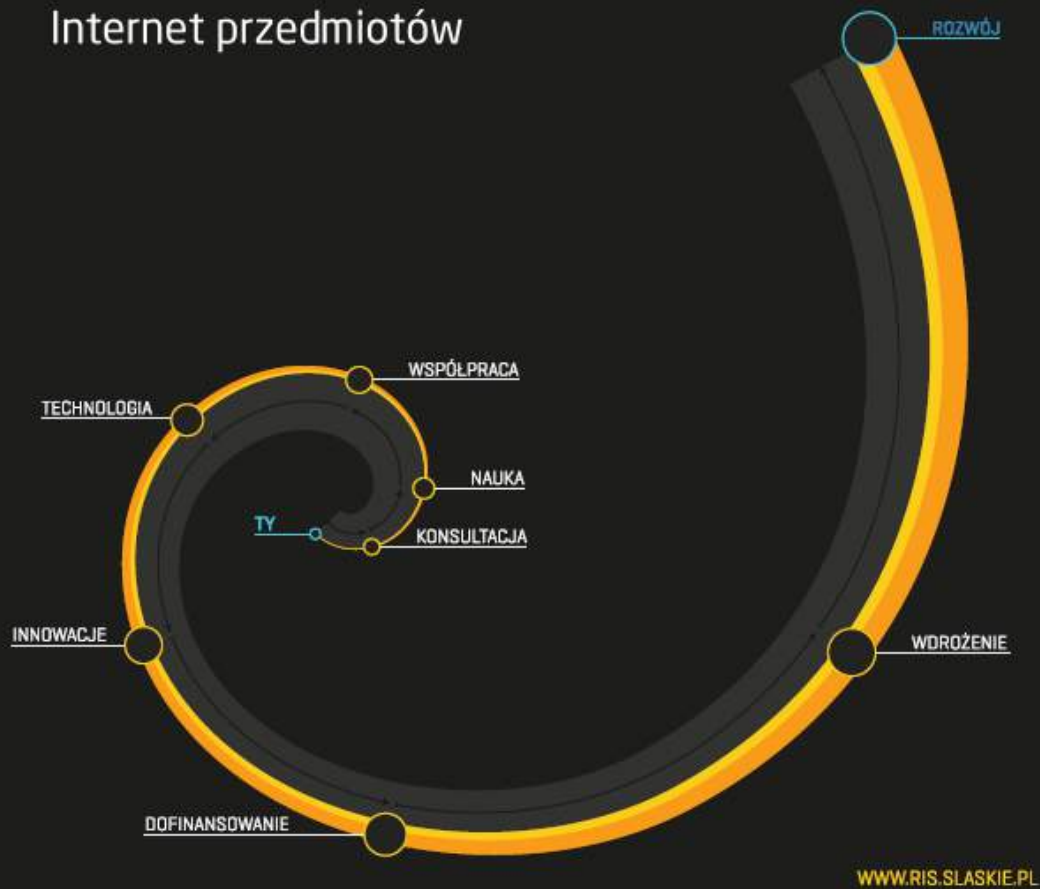 Internet przedmiotów
ROZWÓJ
WSPÓŁPRACA
TECHNOLOGIA
NAUKA
TY
KONSULTACJA
INNOWACJE
WDROŻENIE
DOFINANSOWANIE
WWW.RIS.SLASKIE.PL